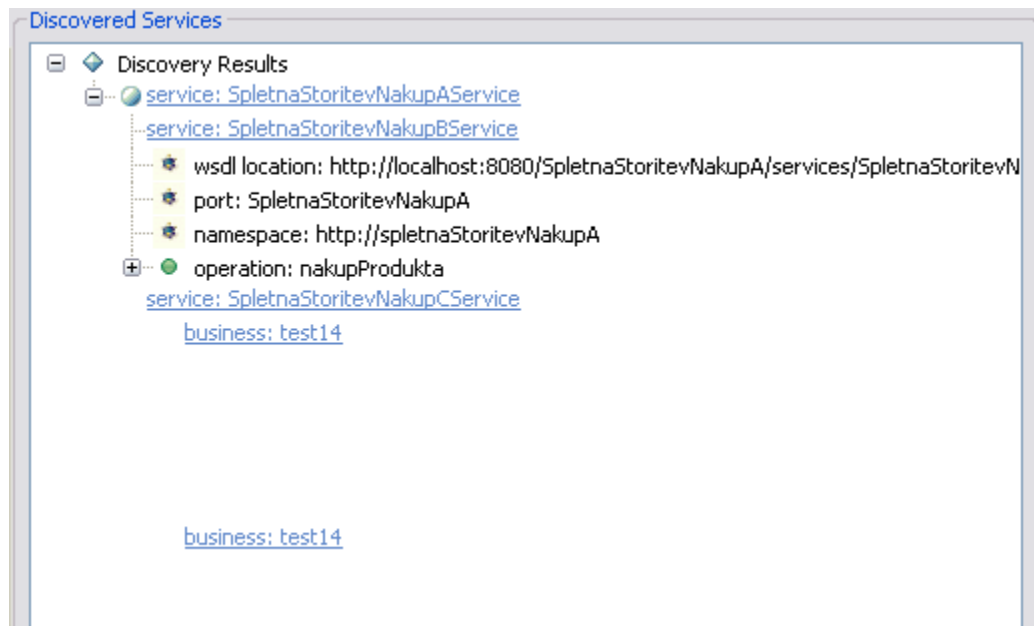 Discovered Services
Discovery Results
service: SpletnaStoritevNakupAService
service: SpletnaStoritevNakupBService
wsdl location: http://localhost:8080/SpletnaStoritevNakupA/services/SpletnaStoritevN
port: SpletnaStoritevNakupA
namespace: http://spletnaStoritevNakupA
operation: nakupProdukta
service: SpletnaStoritevNakupCService
business: test14
business: test14